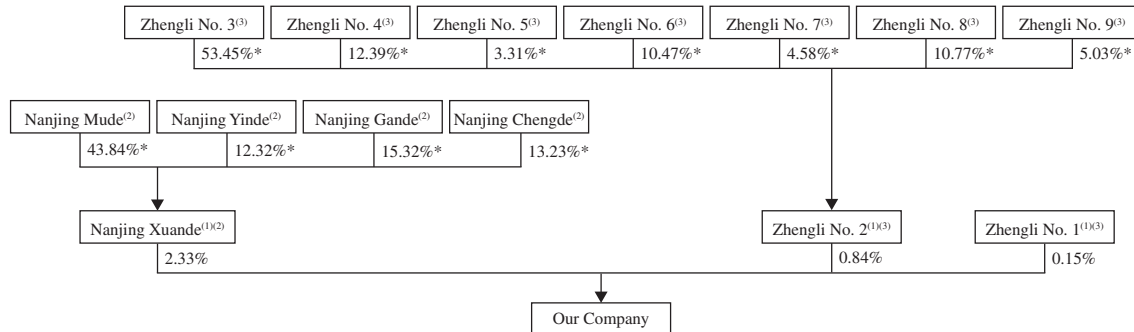 Zhengli No. 3(3) Zhengli No. 4(3) Zhengli No. 5(3) Zhengli No. 6(3) Zhengli No. 7(3) Zhengli No. 8(3) Zhengli No. 9(3)
53.45%* 12.39%* 3.31%* 10.47%* 4.58%* 10.77%* 5.03%*
Nanjing Mude(2) Nanjing Yinde(2) Nanjing Gande(2) Nanjing Chengde(2)
43.84%* 12.32%* 15.32%* 13.23%*
Nanjing Xuande(1)(2) Zhengli No. 2(1)(3) Zhengli No. 1(1)(3)
2.33% 0.84% 0.15%
Our Company